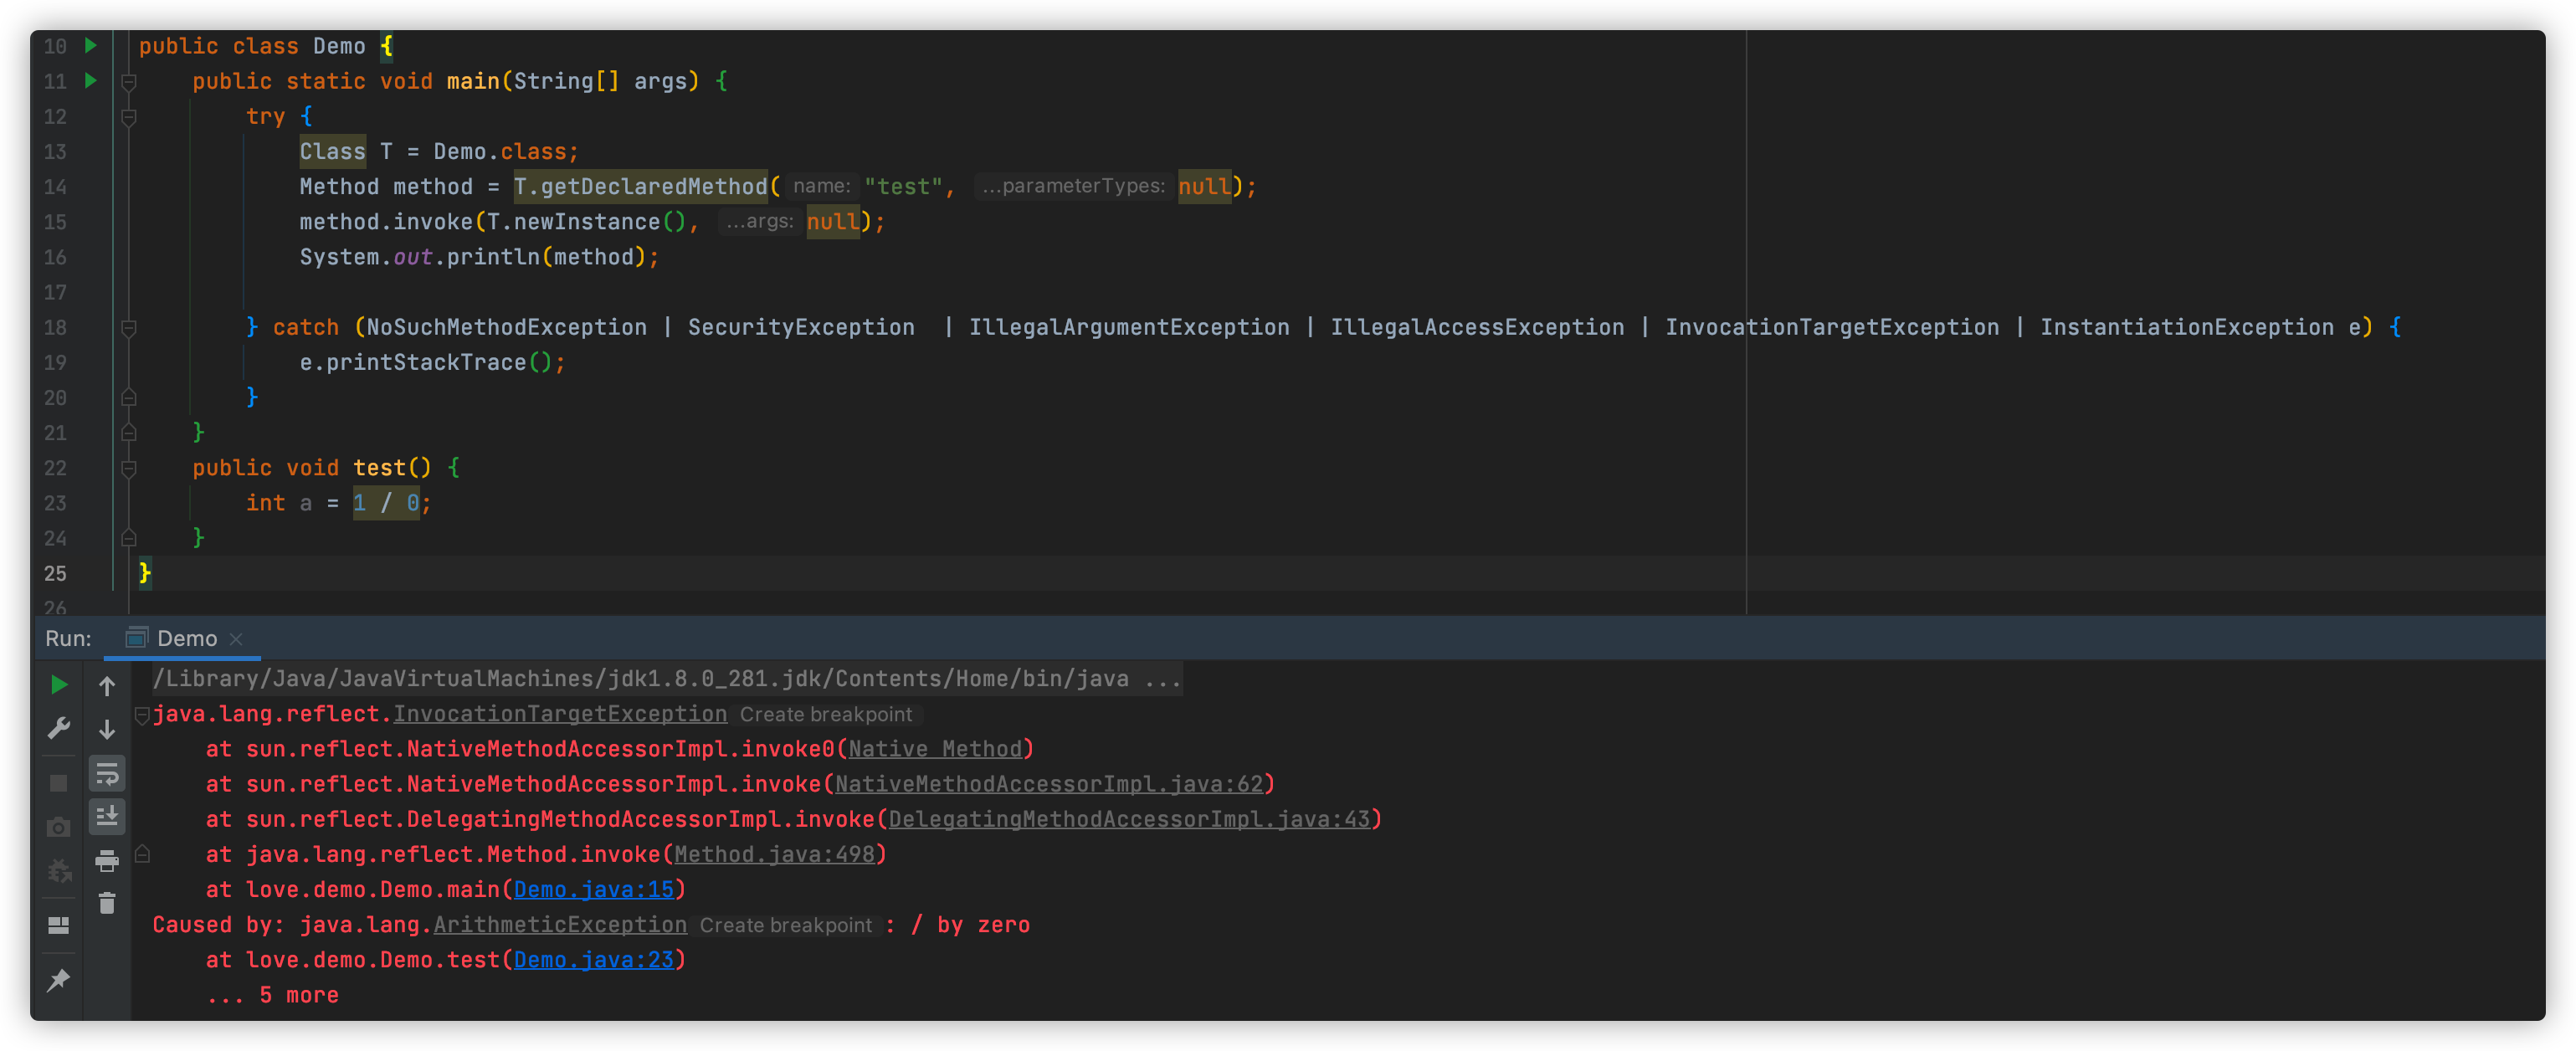 10 public class Demo {
11 public static void main(String[] args) {
12 try {
13 Class T = Demo.class;
14 Method method = T.getDeclaredMethod( name: "test", ...parameterTypes: null);
15 method.invoke(T.newInstance(), ...args: null);
16 System.out.println(method);
17
18 } catch (NoSuchMethodException | SecurityException | IllegalArgumentException | IllegalAccessException | InvocationTargetException | InstantiationException e) {
19 e.printStackTrace();
20 }
21 }
22 public void test() {
23 int a = 1 / 0;
24 }
25 }
26
Run: Demo
/Library/Java/JavaVirtualMachines/jdk1.8.0_281.jdk/Contents/Home/bin/java ...
java.lang.reflect.InvocationTargetException Create breakpoint
at sun.reflect.NativeMethodAccessorImpl.invoke0(Native Method)
at sun.reflect.NativeMethodAccessorImpl.invoke(NativeMethodAccessorImpl.java:62)
at sun.reflect.DelegatingMethodAccessorImpl.invoke(DelegatingMethodAccessorImpl.java:43)
at java.lang.reflect.Method.invoke(Method.java:498)
at love.demo.Demo.main(Demo.java:15)
Caused by: java.lang.ArithmeticException Create breakpoint : / by zero
at love.demo.Demo.test(Demo.java:23)
... 5 more